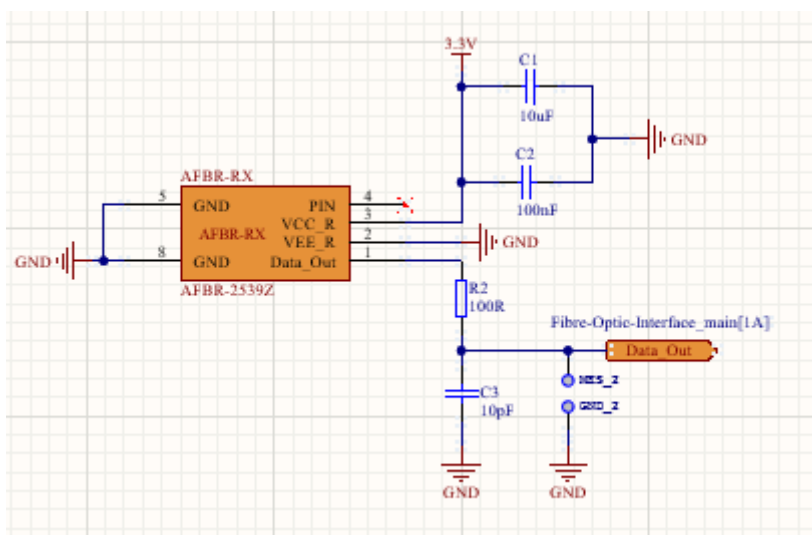 3.3V
C1
10uF
GND
C2
100nF
AFBR-RX
5
GND
PIN
4
VCC_R
3
AFBR-RX
VEE_R
2
GND
GND
8
GND
Data_Out
1
AFBR-2539Z
R2
100R
Fibre-Optic-Interface_main[1A]
Data_Out
GND_2
C3
10pF
GND
GND